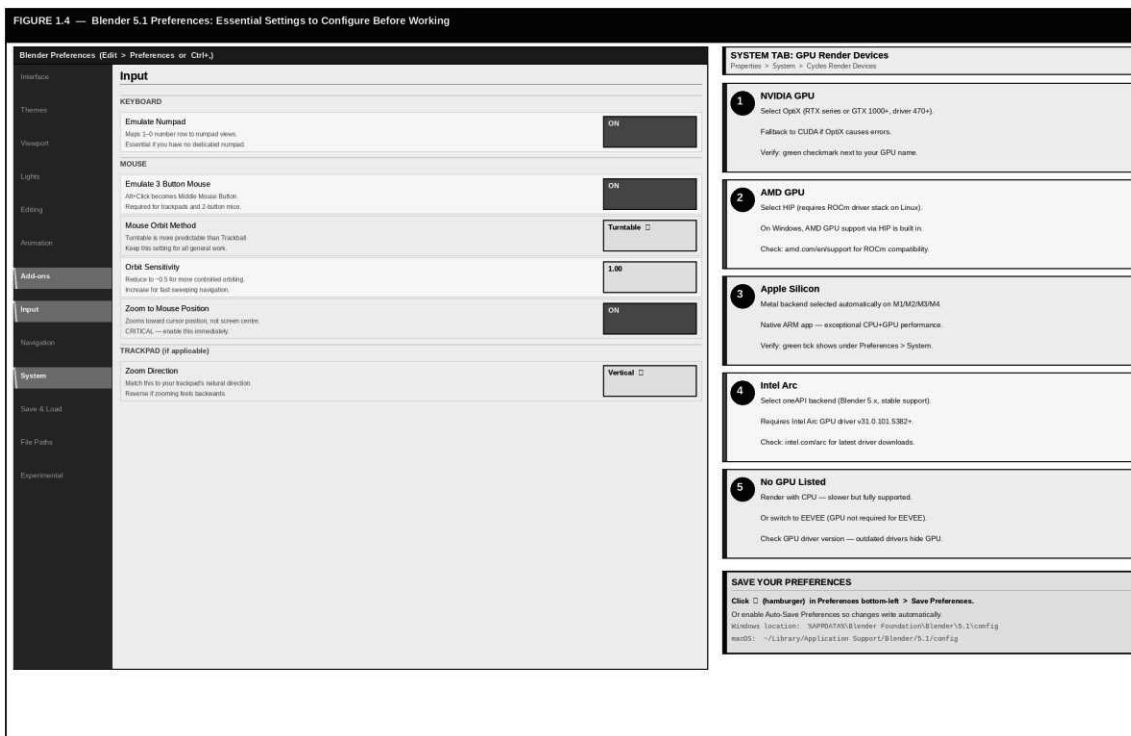 FIGURE 1.4 — Blender 5.1 Preferences: Essential Settings to Configure Before Working
Blender Preferences (Edit > Preferences or Ctrl+,)
Interface
Themes
Viewport
Lights
Editing
Animation
Add-ons
Input
Navigation
System
Save & Load
File Paths
Experimental
Input
KEYBOARD
Emulate Numpad
Maps 1–0 number row to numpad views.
Essential if you have no dedicated numpad.
ON
MOUSE
Emulate 3 Button Mouse
Alt+Click becomes Middle Mouse Button.
Required for trackpads and 2-button mice.
ON
Mouse Orbit Method
Turntable is more predictable than Trackball
Keep this setting for all general work.
Turntable
Orbit Sensitivity
Reduce to ~0.5 for more controlled orbiting.
Increase for fast sweeping navigation.
1.00
Zoom to Mouse Position
Zooms toward cursor position, not screen centre.
CRITICAL — enable this immediately.
ON
TRACKPAD (if applicable)
Zoom Direction
Match this to your trackpad's natural direction.
Reverse if zooming feels backwards.
Vertical
SYSTEM TAB: GPU Render Devices
Properties > System > Cycles Render Devices
1
NVIDIA GPU
Select OptiX (RTX series or GTX 1000+, driver 470+).
Fallback to CUDA if OptiX causes errors.
Verify: green checkmark next to your GPU name.
2
AMD GPU
Select HIP (requires ROCm driver stack on Linux).
On Windows, AMD GPU support via HIP is built in.
Check: amd.com/en/support for ROCm compatibility.
3
Apple Silicon
Metal backend selected automatically on M1/M2/M3/M4.
Native ARM app — exceptional CPU+GPU performance.
Verify: green tick shows under Preferences > System.
4
Intel Arc
Select oneAPI backend (Blender 5.x, stable support).
Requires Intel Arc GPU driver v31.0.101.5382+.
Check: intel.com/arc for latest driver downloads.
5
No GPU Listed
Render with CPU — slower but fully supported.
Or switch to EEVEE (GPU not required for EEVEE).
Check GPU driver version — outdated drivers hide GPU.
SAVE YOUR PREFERENCES
Click □ (hamburger) in Preferences bottom-left > Save Preferences.
Or enable Auto-Save Preferences so changes write automatically.
Windows location: %APPDATA%\Blender Foundation\Blender\5.1\config
macOS: ~/Library/Application Support/Blender/5.1/config